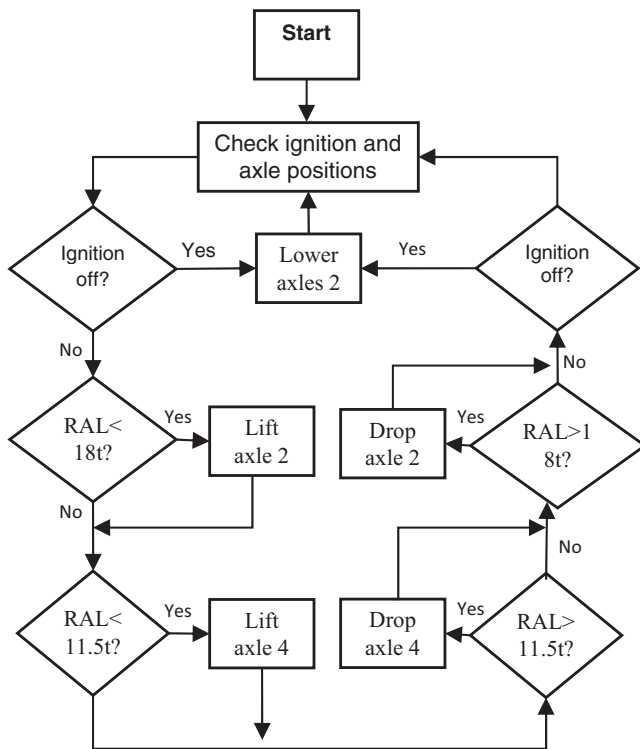 Start
Check ignition and
axle positions
Ignition
off?
Yes
Lower
axles 2
Yes
Ignition
off?
No
No
RAL<
18t?
Yes
Lift
axle 2
Drop
axle 2
Yes
RAL>1
8t?
No
No
RAL<
11.5t?
Yes
Lift
axle 4
Drop
axle 4
Yes
RAL>
11.5t?